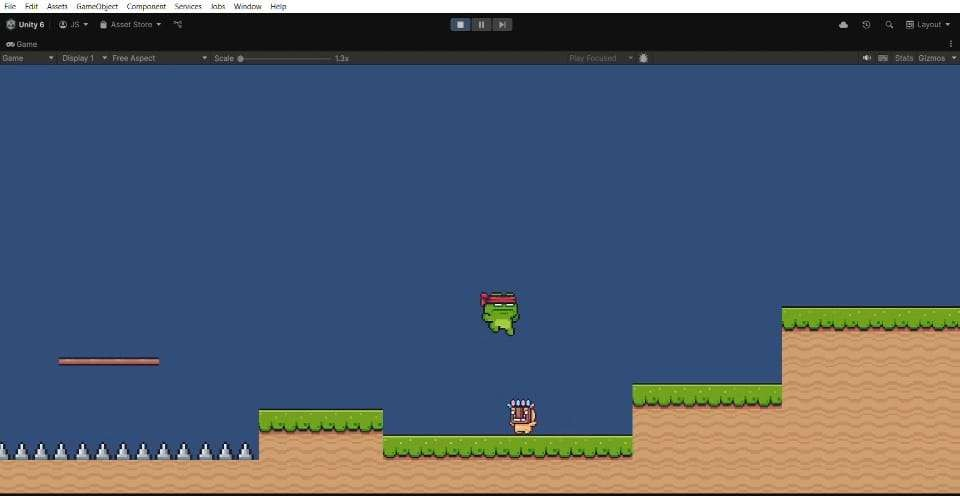 File Edit Assets GameObject Component Services Jobs Window Help
Unity 6 JS Asset Store Layout
Game
Game Display 1 Free Aspect Scale 1.3x Play Focused Stats Gizmos